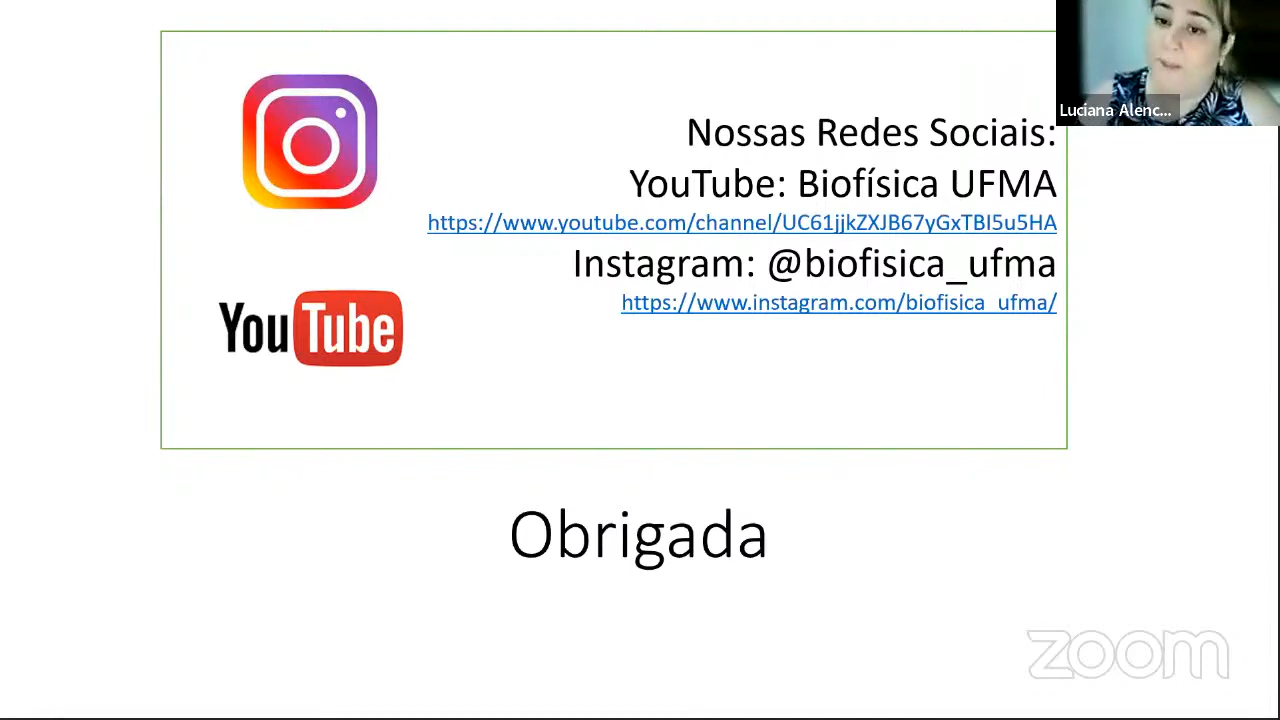 Luciana Alenc...
Nossas Redes Sociais:
YouTube: Biofísica UFMA
https://www.youtube.com/channel/UC61jjkZXJB67yGxTBI5u5HA
Instagram: @biofisica_ufma
https://www.instagram.com/biofisica_ufma/
YouTube
Obrigada
zoom